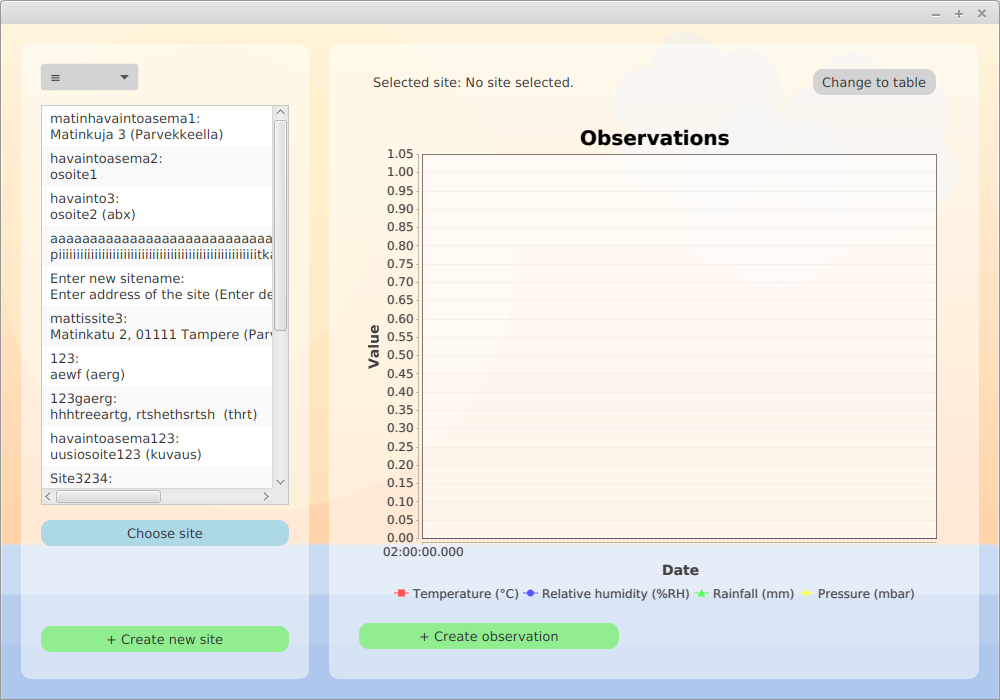 Selected site: No site selected.
Change to table
matinhavaintoasema1:
Matinkuja 3 (Parvekkeella)
havaintoasema2:
osoite1
havainto3:
osoite2 (abx)
Enter new sitename:
Enter address of the site (Enter de
mattissite3:
Matinkatu 2, 01111 Tampere (Parv
123:
aewf (aerg)
123gaerg:
hhhtreeartg, rtshethsrtsh  (thrt)
havaintoasema123:
uusiosoite123 (kuvaus)
Site3234:
Choose site
+ Create new site
Observations
Value
1.05
1.00
0.95
0.90
0.85
0.80
0.75
0.70
0.65
0.60
0.55
0.50
0.45
0.40
0.35
0.30
0.25
0.20
0.15
0.10
0.05
0.00
02:00:00.000
Date
Temperature (°C)
Relative humidity (%RH)
Rainfall (mm)
Pressure (mbar)
+ Create observation